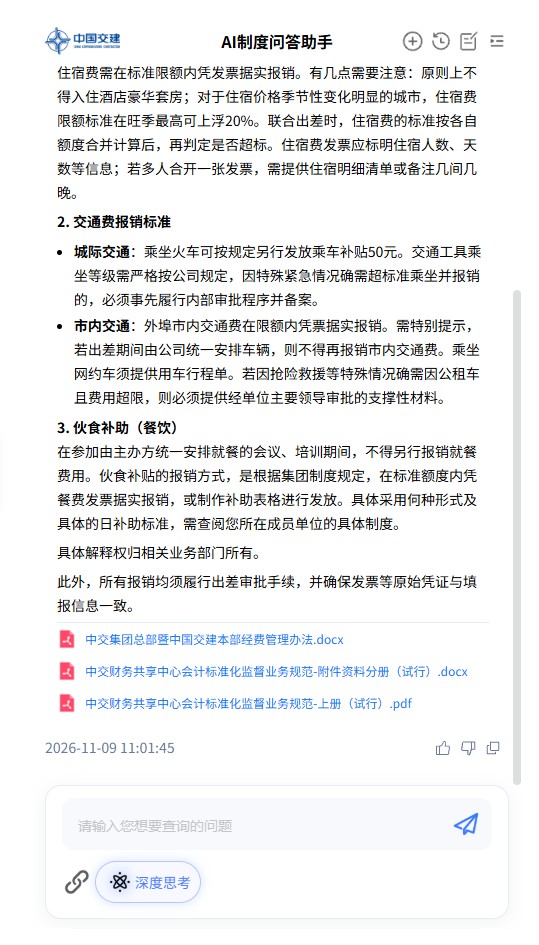 中国交建
AI制度问答助手
住宿费需在标准限额内凭发票据实报销。有几点需要注意：原则上不
得入住酒店豪华套房；对于住宿价格季节性变化明显的城市，住宿费
限额标准在旺季最高可上浮20%。联合出差时，住宿费的标准按各自
额度合并计算后，再判定是否超标。住宿费发票应标明住宿人数、天
数等信息；若多人合开一张发票，需提供住宿明细清单或备注几间几
晚。
2. 交通费报销标准
• 城际交通：乘坐火车可按规定另行发放乘车补贴50元。交通工具乘
坐等级需严格按公司规定，因特殊紧急情况确需超标准乘坐并报销
的，必须事先履行内部审批程序并备案。
• 市内交通：外埠市内交通费在限额内凭票据实报销。需特别提示，
若出差期间由公司统一安排车辆，则不得再报销市内交通费。乘坐
网约车须提供用车行程单。若因抢险救援等特殊情况确需因公租车
且费用超限，则必须提供经单位主要领导审批的支撑性材料。
3. 伙食补助（餐饮）
在参加由主办方统一安排就餐的会议、培训期间，不得另行报销就餐
费用。伙食补贴的报销方式，是根据集团制度规定，在标准额度内凭
餐费发票据实报销，或制作补助表格进行发放。具体采用何种形式及
具体的日补助标准，需查阅您所在成员单位的具体制度。
具体解释权归相关业务部门所有。
此外，所有报销均须履行出差审批手续，并确保发票等原始凭证与填
报信息一致。
中交集团总部暨中国交建本部经费管理办法.docx
中交财务共享中心会计标准化监督业务规范-附件资料分册（试行）.docx
中交财务共享中心会计标准化监督业务规范-上册（试行）.pdf
2026-11-09 11:01:45
请输入您想要查询的问题
深度思考